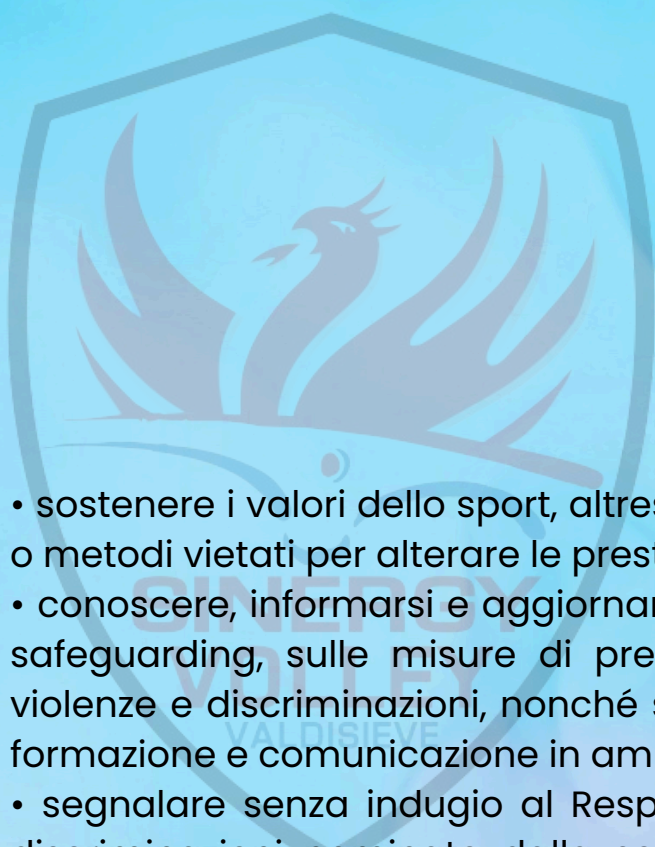 • sostenere i valori dello sport, altres
o metodi vietati per alterare le prest
SINERGY
• conoscere, informarsi e aggiornar
safeguarding, sulle misure di pre
VOLLEY
violenze e discriminazioni, nonché s
VALDISIEVE
formazione e comunicazione in am
• segnalare senza indugio al Resp